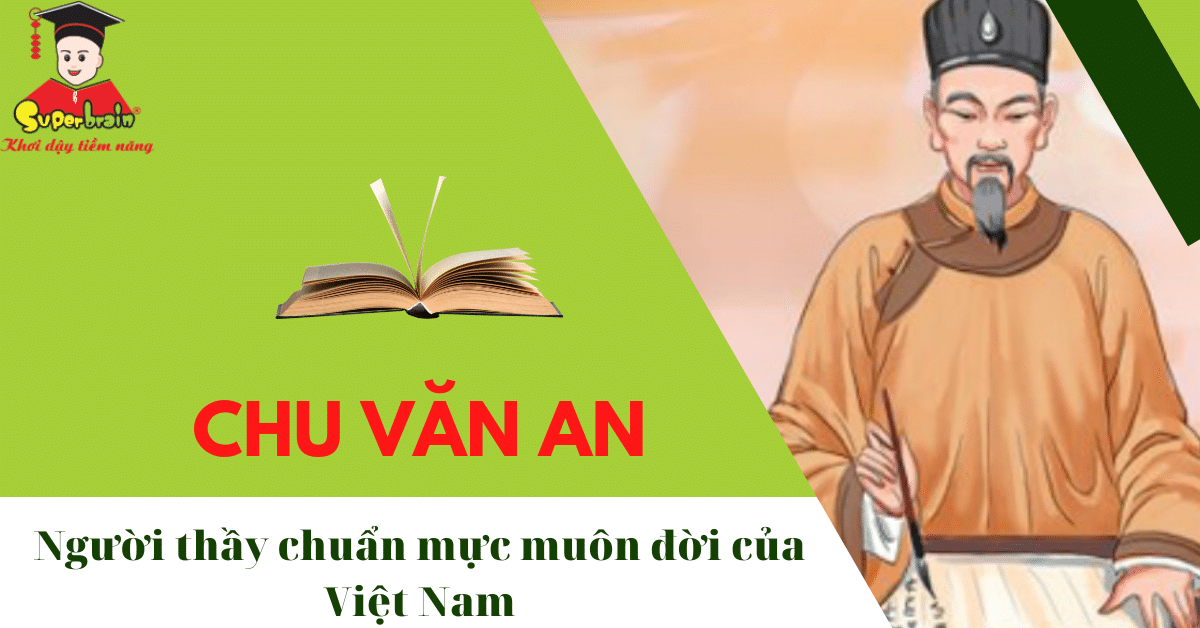 Superbrain®
Khơi dậy tiềm năng
CHU VĂN AN
Người thầy chuẩn mực muôn đời của
Việt Nam